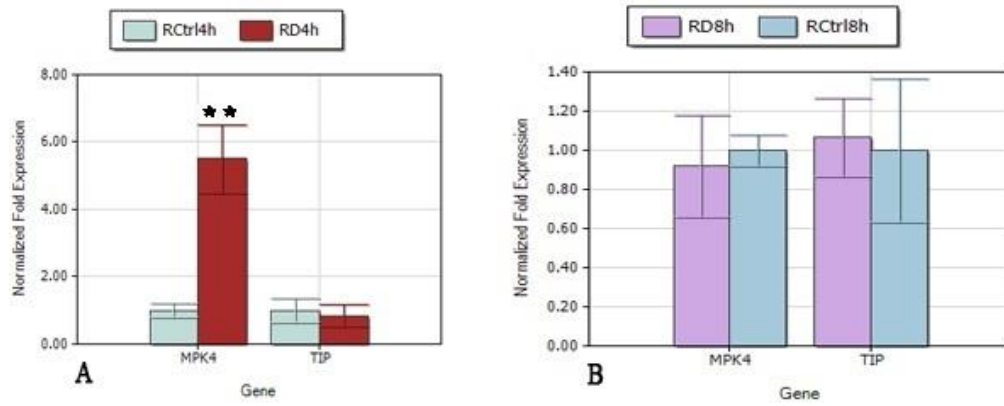 RCtrl4h RD4h
Normalized Fold Expression
8.00
6.00
4.00
2.00
0.00
**
MPK4 TIP
Gene
A
RD8h RCtrl8h
Normalized Fold Expression
1.40
1.20
1.00
0.80
0.60
0.40
0.20
0.00
MPK4 TIP
Gene
B